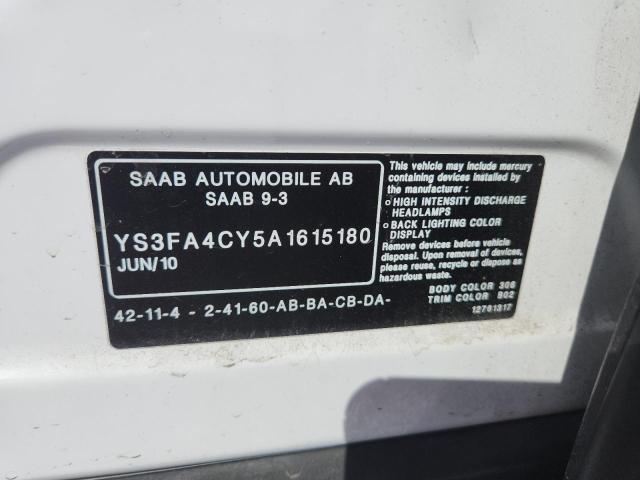 SAAB AUTOMOBILE AB
SAAB 9-3
YS3FA4CY5A1615180
JUN/10
42-11-4 - 2-41-60-AB-BA-CB-DA-
This vehicle may include mercury
containing devices installed by
the manufacturer :
o HIGH INTENSITY DISCHARGE
HEADLAMPS
o BACK LIGHTING COLOR
DISPLAY
Remove devices before vehicle
disposal. Upon removal of devices,
please reuse, recycle or dispose as
hazardous waste.
BODY COLOR 306
TRIM COLOR B02
12781317